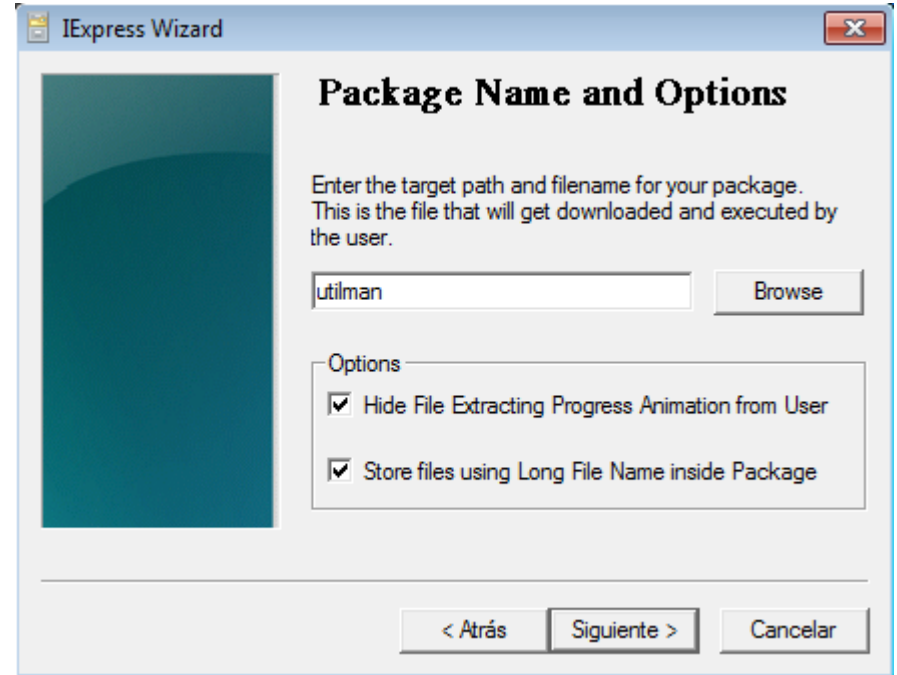 IExpress Wizard
Package Name and Options
Enter the target path and filename for your package.
This is the file that will get downloaded and executed by
the user.
utilman
Browse
Options
Hide File Extracting Progress Animation from User
Store files using Long File Name inside Package
< Atrás
Siguiente >
Cancelar